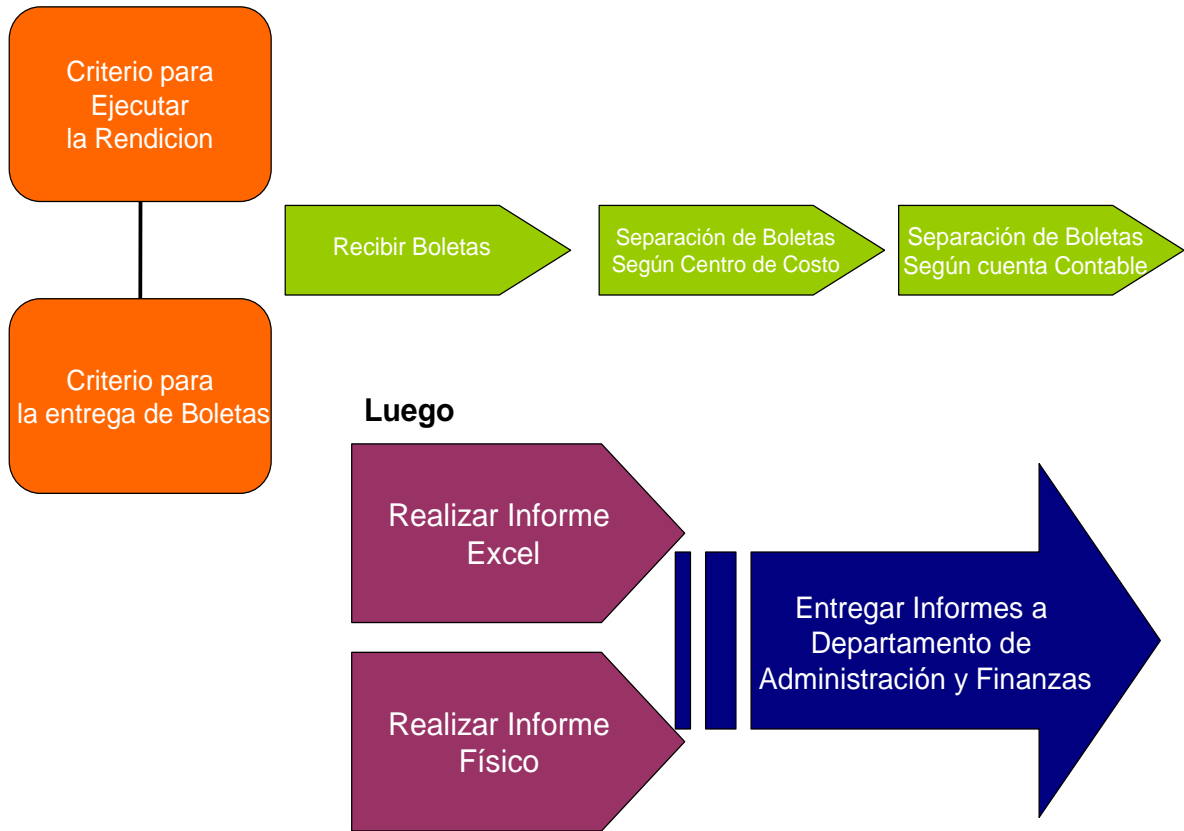 Criterio para
Ejecutar
la Rendicion
Criterio para
la entrega de Boletas
Recibir Boletas
Separación de Boletas
Según Centro de Costo
Separación de Boletas
Según cuenta Contable
Luego
Realizar Informe
Excel
Realizar Informe
Físico
Entregar Informes a
Departamento de
Administración y Finanzas